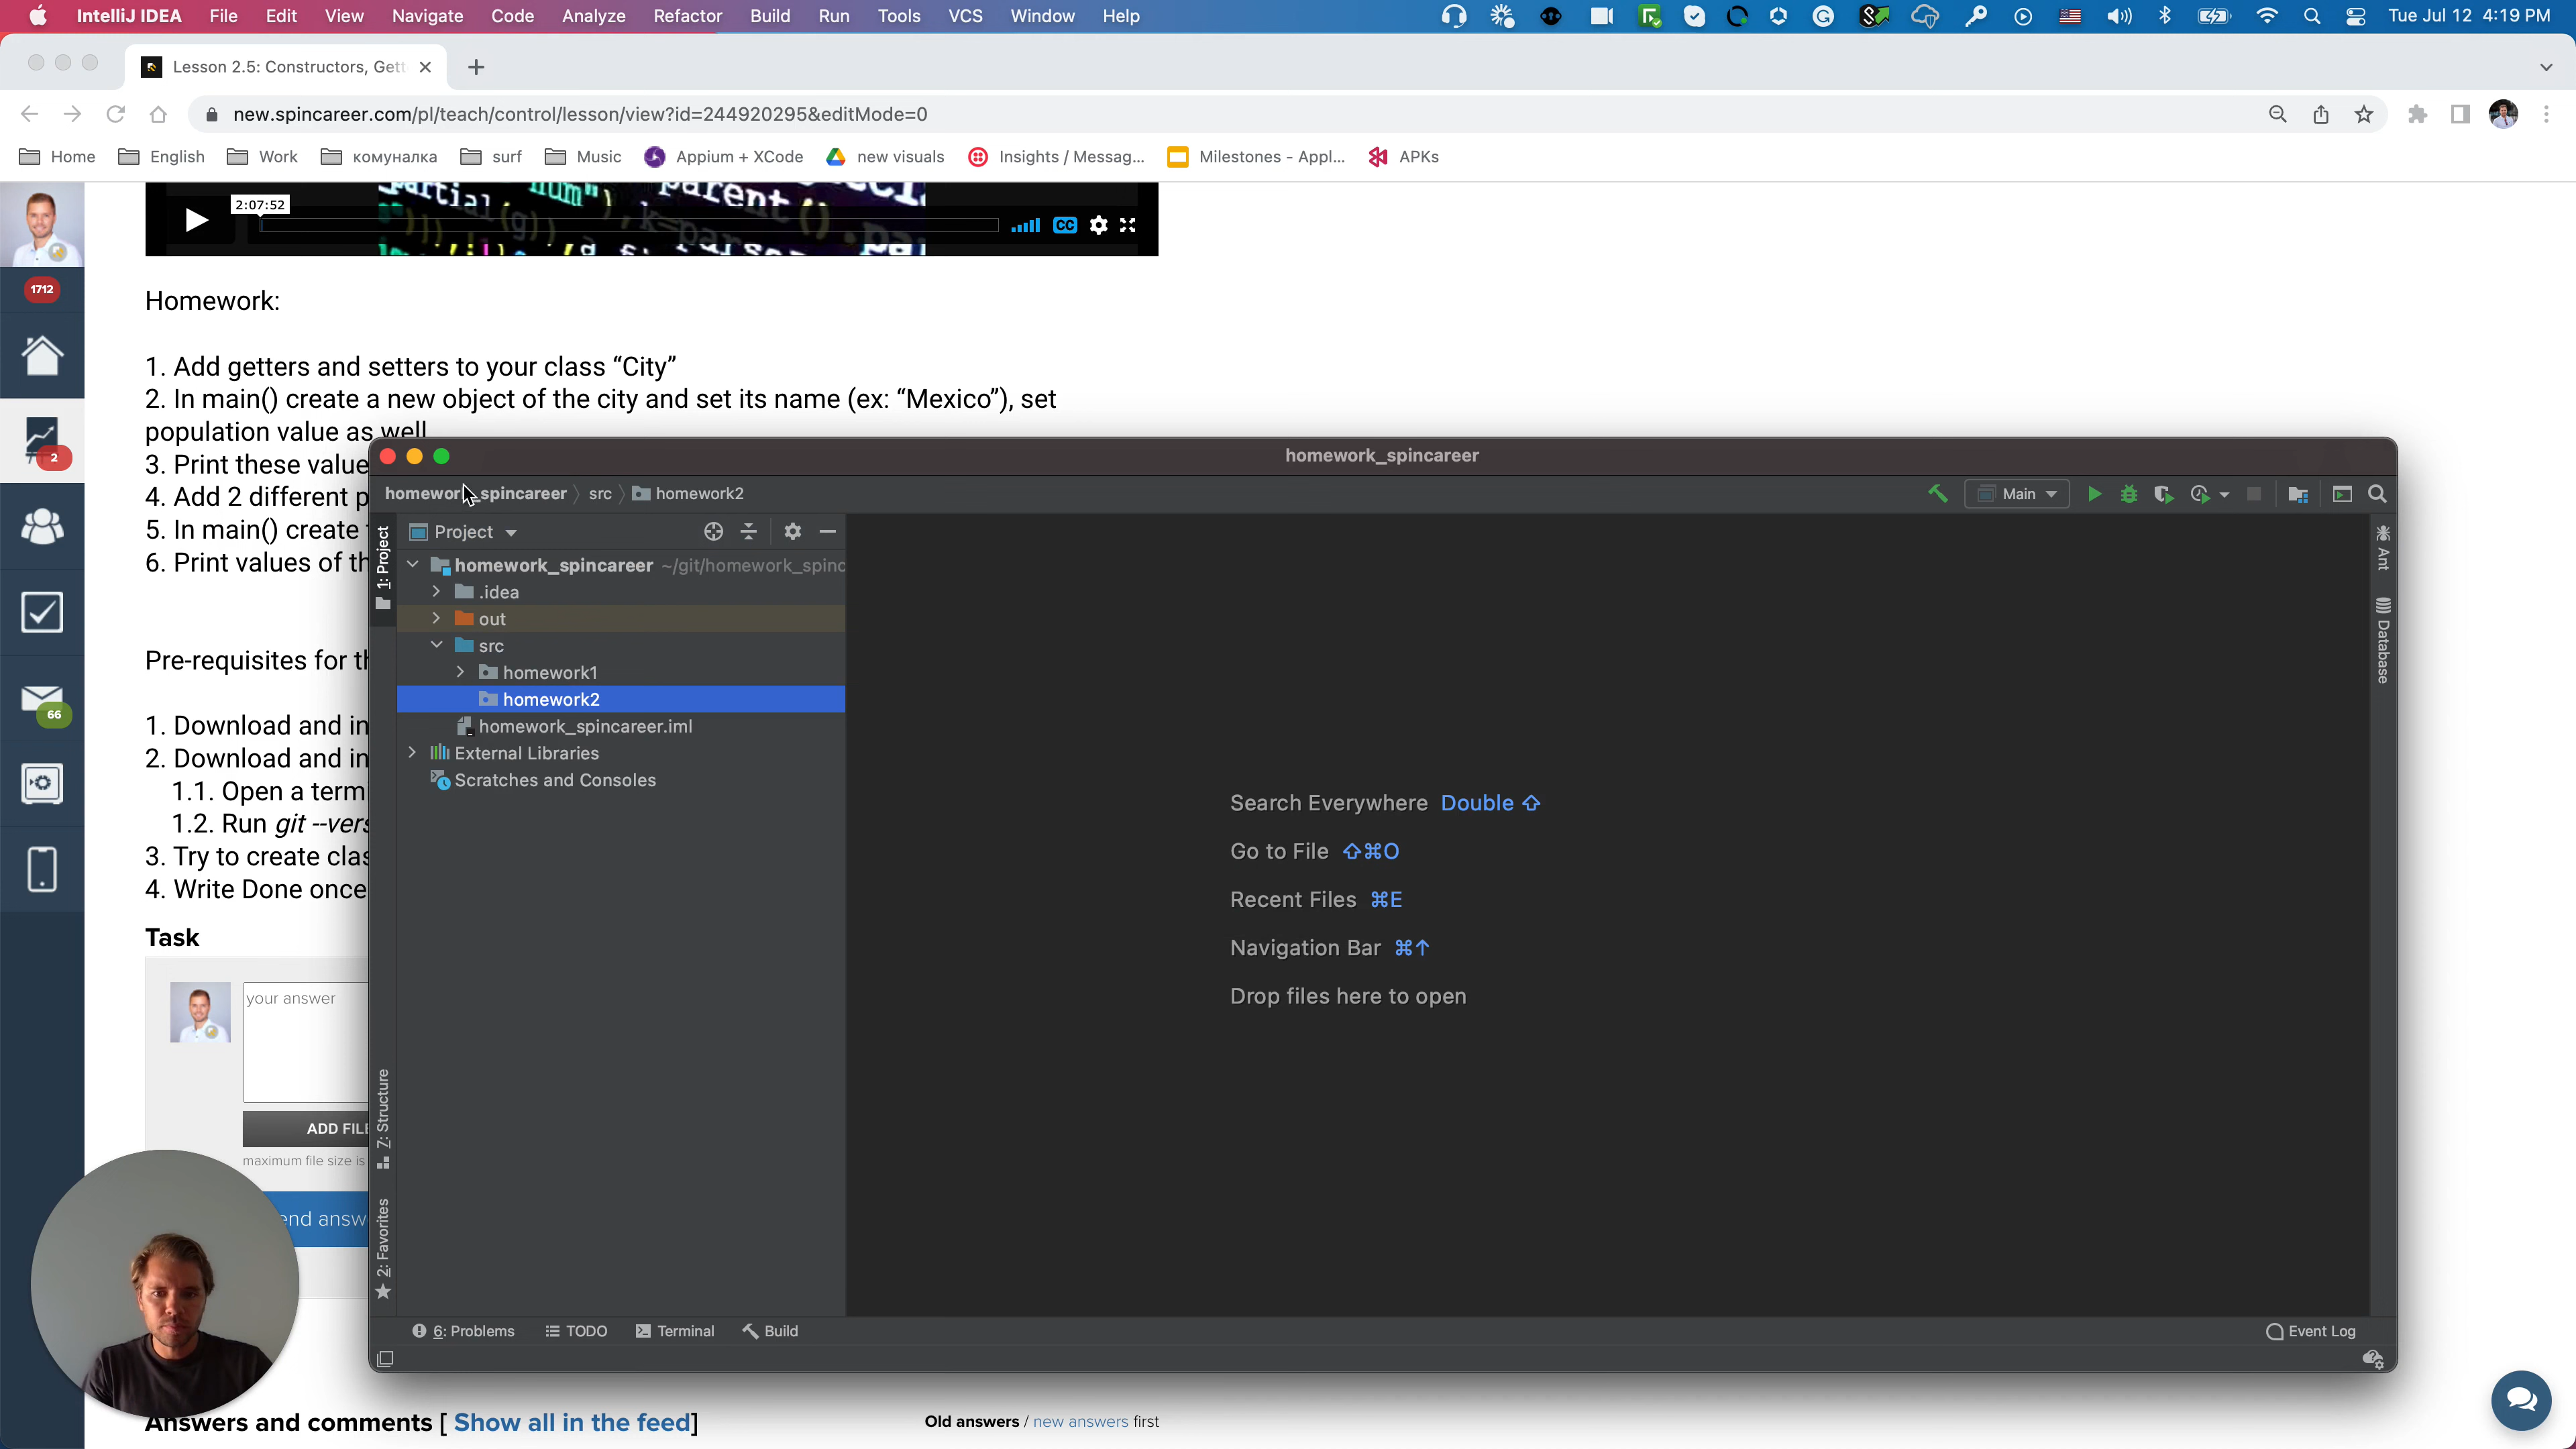 IntelliJ IDEA File Edit View Navigate Code Analyze Refactor Build Run Tools VCS Window Help Tue Jul 12 4:19 PM
Lesson 2.5: Constructors, Gett
new.spincareer.com/pl/teach/control/lesson/view?id=244920295&editMode=0
Home English Work комуналка surf Music Appium + XCode new visuals Insights / Messag... Milestones - Appl... APKs
2:07:52
CC
1712
2
66
Homework:
1. Add getters and setters to your class “City”
2. In main() create a new object of the city and set its name (ex: “Mexico”), set
population value as well
3. Print these value
4. Add 2 different p
5. In main() create
6. Print values of th
Pre-requisites for th
1. Download and in
2. Download and in
1.1. Open a termi
1.2. Run git --vers
3. Try to create clas
4. Write Done once
Task
your answer
ADD FILE
maximum file size is
end answ
Answers and comments [ Show all in the feed]
Old answers / new answers first
homework_spincareer
homework_spincareer src homework2
Main
1: Project
Project
homework_spincareer ~/git/homework_spinc
.idea
out
src
homework1
homework2
homework_spincareer.iml
External Libraries
Scratches and Consoles
7: Structure
2: Favorites
Search Everywhere Double ⇧
Go to File ⇧⌘O
Recent Files ⌘E
Navigation Bar ⌘↑
Drop files here to open
Ant
Database
6: Problems TODO Terminal Build
Event Log